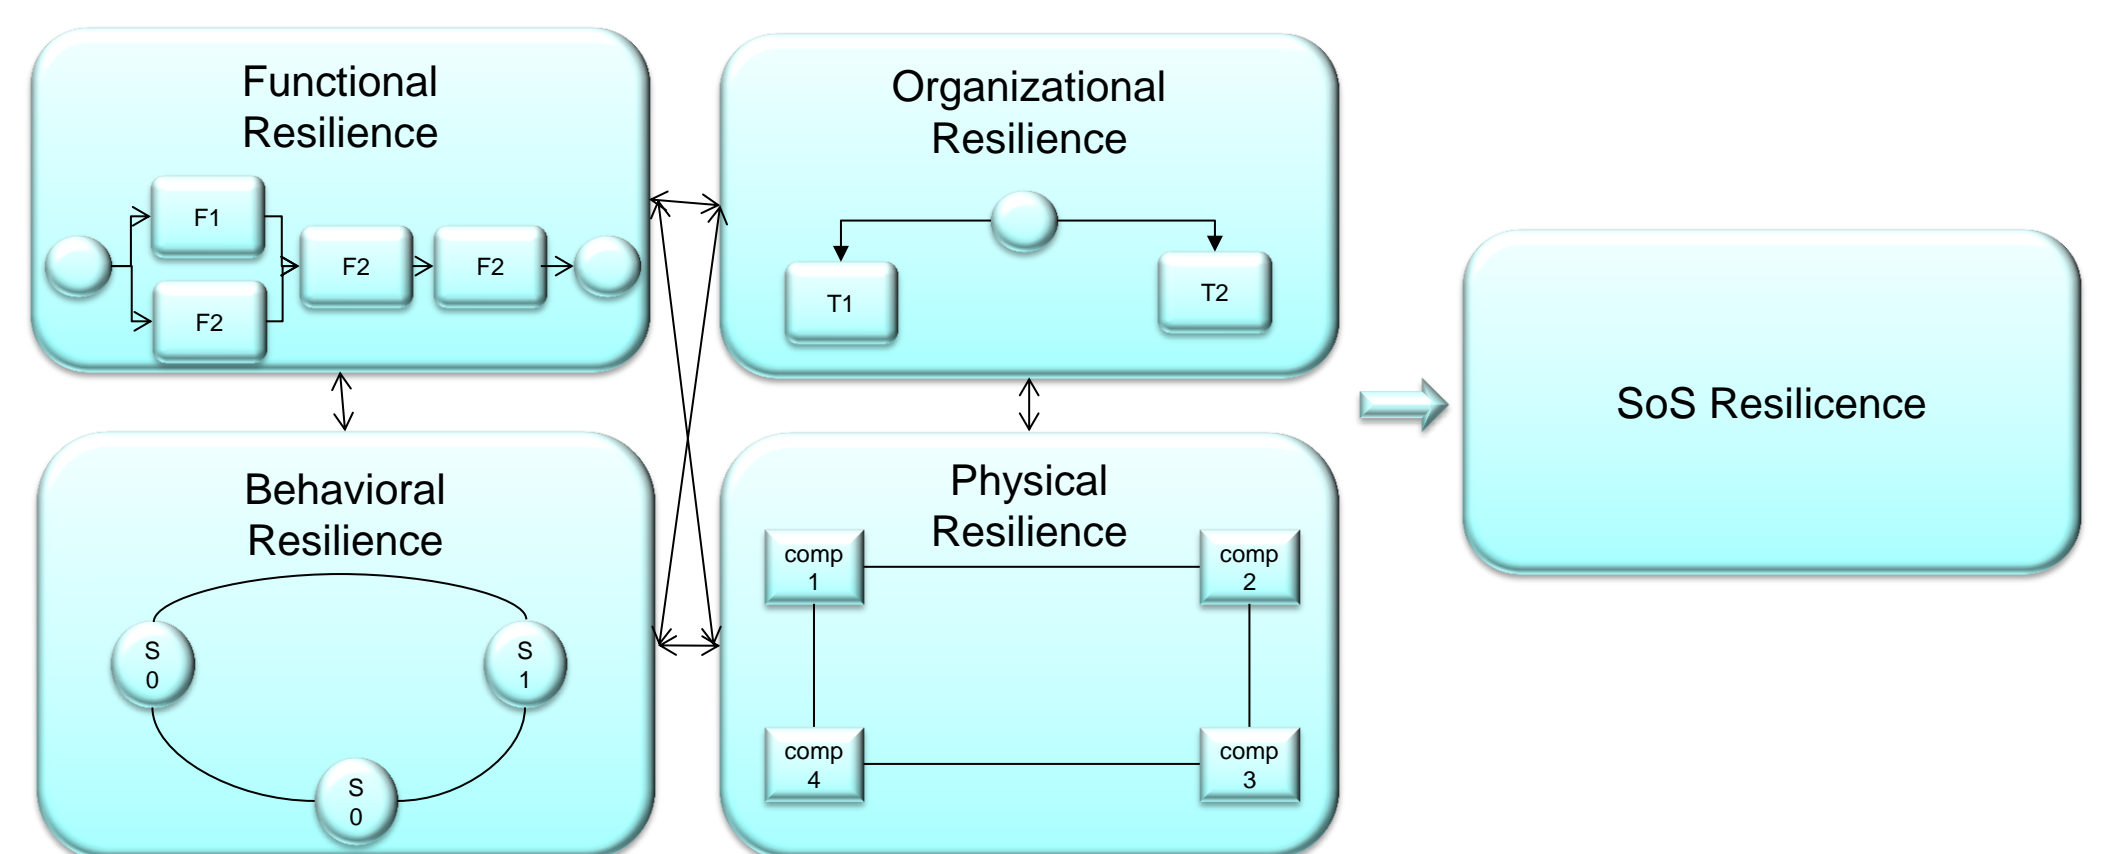 Functional
Resilience
F1
F2
F2
F2
Organizational
Resilience
T1
T2
Behavioral
Resilience
S
0
S
1
S
0
Physical
Resilience
comp
1
comp
2
comp
4
comp
3
SoS Resilicence